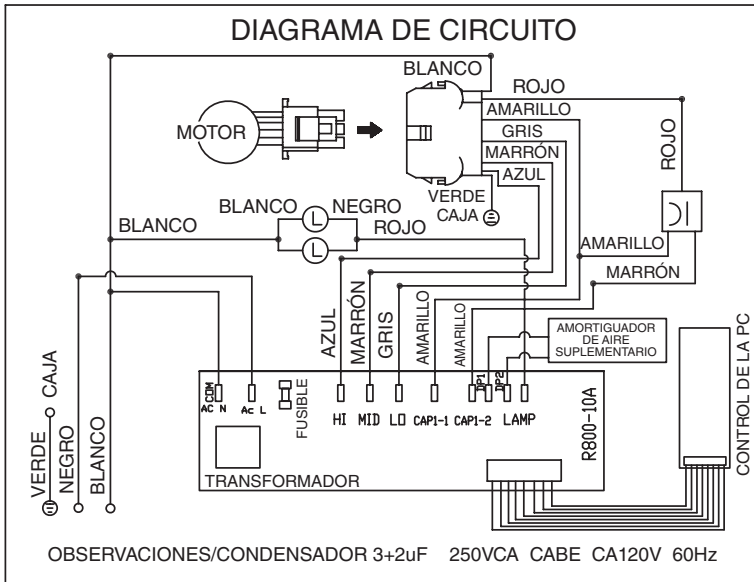 DIAGRAMA DE CIRCUITO
BLANCO
ROJO
AMARILLO
GRIS
MARRÓN
AZUL
MOTOR
VERDE
CAJA
ROJO
BLANCO
BLANCO
L
NEGRO
ROJO
L
AMARILLO
MARRÓN
AZUL
MARRÓN
GRIS
AMARILLO
AMARILLO
AMORTIGUADOR
DE AIRE
SUPLEMENTARIO
CONTROL DE LA PC
CAJA
VERDE
NEGRO
BLANCO
COM
AC N
Ac L
FUSIBLE
HI
MID
LO
CAP1-1
CAP1-2
DP1
DP2
LAMP
R800-10A
TRANSFORMADOR
OBSERVACIONES/CONDENSADOR 3+2uF 250VCA CABE CA120V 60Hz